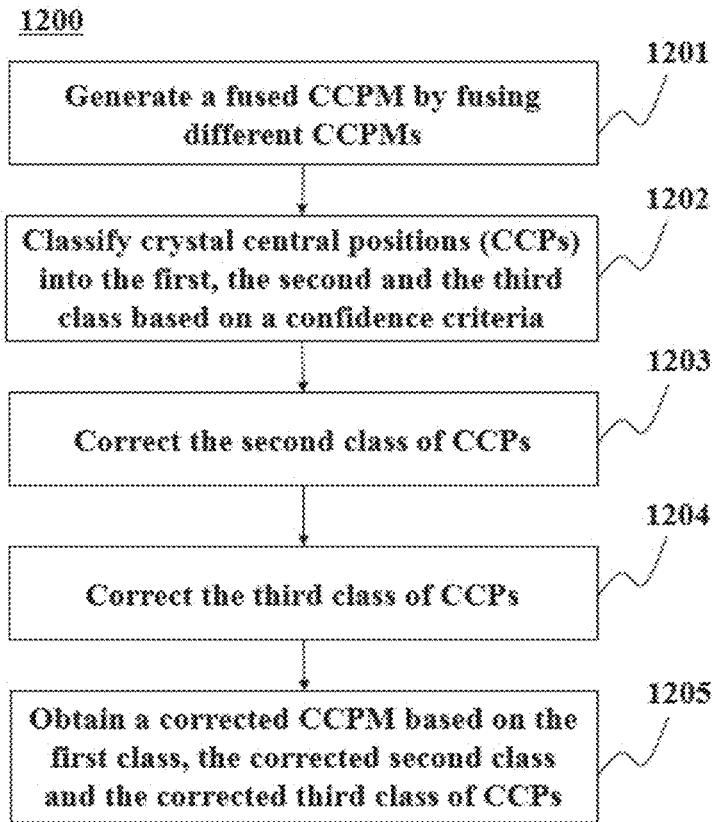 1200
1201
Generate a fused CCPM by fusing
different CCPMs
1202
Classify crystal central positions (CCPs)
into the first, the second and the third
class based on a confidence criteria
1203
Correct the second class of CCPs
1204
Correct the third class of CCPs
1205
Obtain a corrected CCPM based on the
first class, the corrected second class
and the corrected third class of CCPs